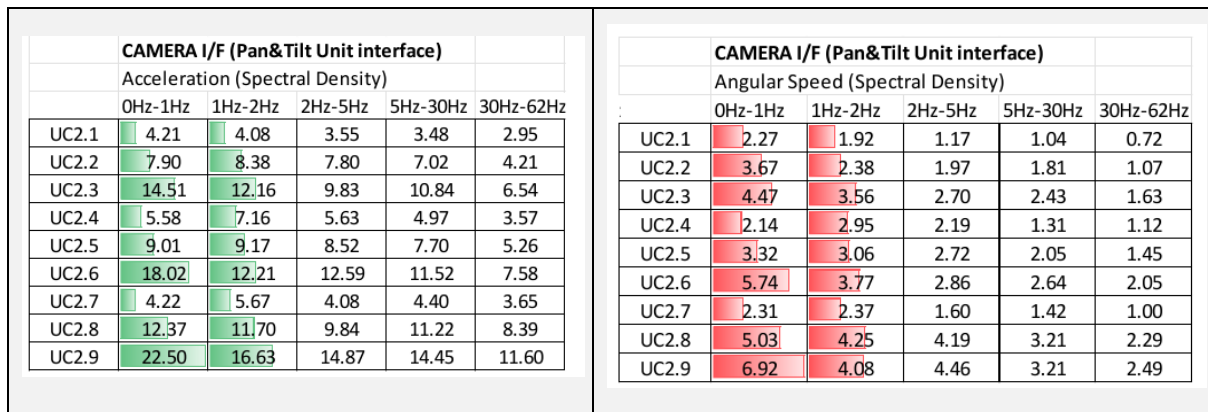 CAMERA I/F (Pan&Tilt Unit interface)
Acceleration (Spectral Density)
0Hz-1Hz 1Hz-2Hz 2Hz-5Hz 5Hz-30Hz 30Hz-62Hz
UC2.1 4.21 4.08 3.55 3.48 2.95
UC2.2 7.90 8.38 7.80 7.02 4.21
UC2.3 14.51 12.16 9.83 10.84 6.54
UC2.4 5.58 7.16 5.63 4.97 3.57
UC2.5 9.01 9.17 8.52 7.70 5.26
UC2.6 18.02 12.21 12.59 11.52 7.58
UC2.7 4.22 5.67 4.08 4.40 3.65
UC2.8 12.37 11.70 9.84 11.22 8.39
UC2.9 22.50 16.63 14.87 14.45 11.60
CAMERA I/F (Pan&Tilt Unit interface)
Angular Speed (Spectral Density)
0Hz-1Hz 1Hz-2Hz 2Hz-5Hz 5Hz-30Hz 30Hz-62Hz
UC2.1 2.27 1.92 1.17 1.04 0.72
UC2.2 3.67 2.38 1.97 1.81 1.07
UC2.3 4.47 3.56 2.70 2.43 1.63
UC2.4 2.14 2.95 2.19 1.31 1.12
UC2.5 3.32 3.06 2.72 2.05 1.45
UC2.6 5.74 3.77 2.86 2.64 2.05
UC2.7 2.31 2.37 1.60 1.42 1.00
UC2.8 5.03 4.25 4.19 3.21 2.29
UC2.9 6.92 4.08 4.46 3.21 2.49